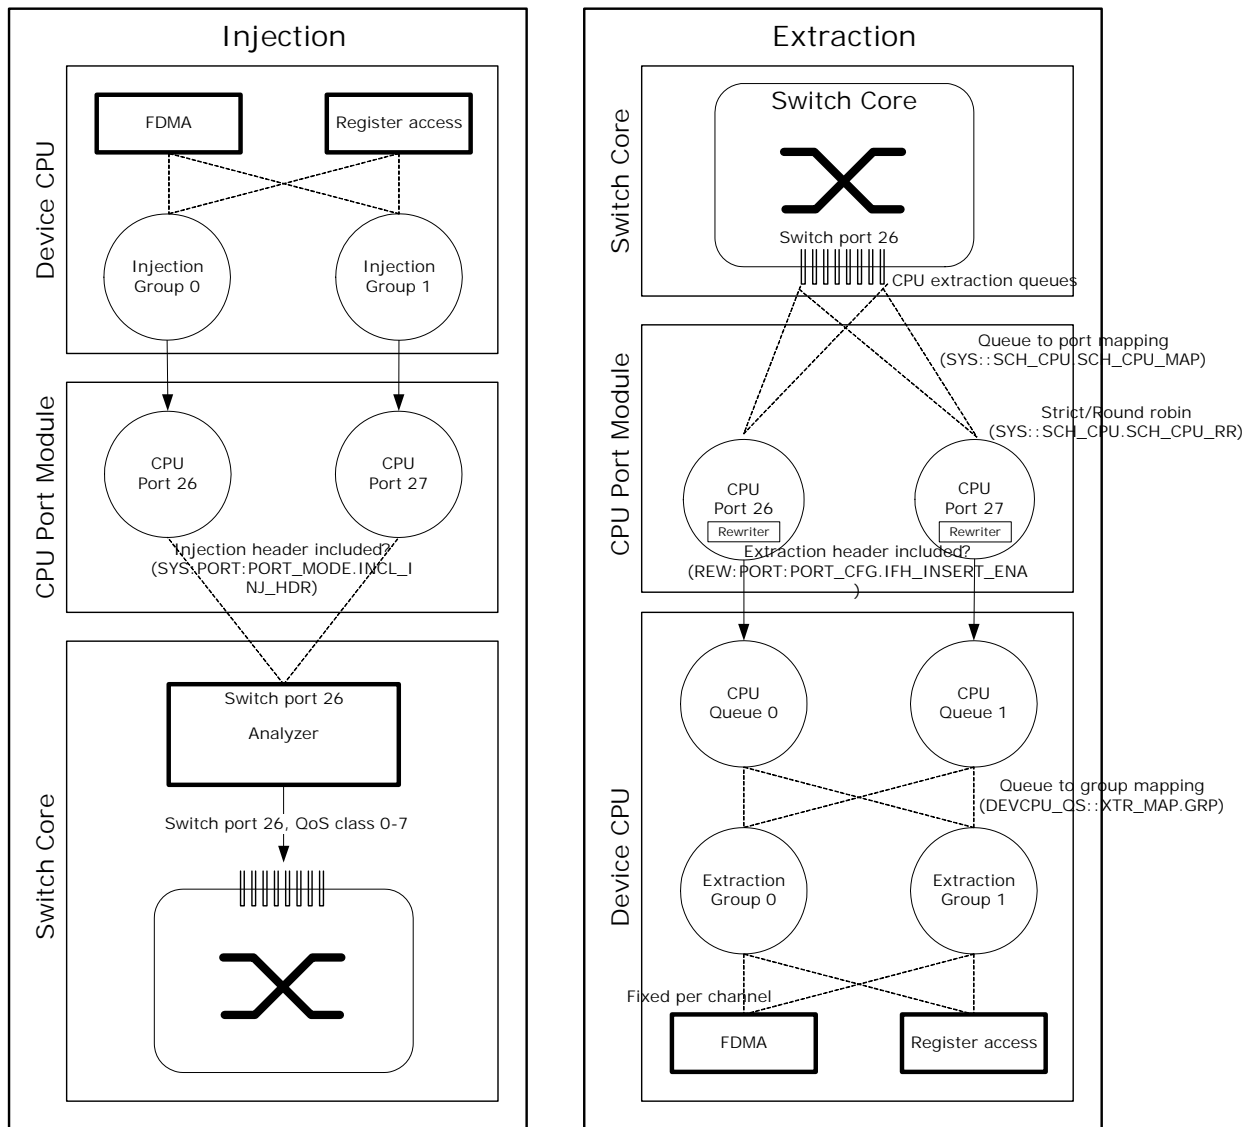 Injection
Device CPU
FDMA
Register access
Injection
Group 0
Injection
Group 1
CPU Port Module
CPU
Port 26
CPU
Port 27
Injection header included?
(SYS:PORT:PORT_MODE.INCL_I
NJ_HDR)
Switch Core
Switch port 26
Analyzer
Switch port 26, QoS class 0-7
Extraction
Switch Core
Switch Core
Switch port 26
CPU extraction queues
CPU Port Module
Queue to port mapping
(SYS::SCH_CPU.SCH_CPU_MAP)
Strict/Round robin
(SYS::SCH_CPU.SCH_CPU_RR)
CPU
Port 26
Rewriter
CPU
Port 27
Rewriter
Extraction header included?
(REW:PORT:PORT_CFG.IFH_INSERT_ENA
)
Device CPU
CPU
Queue 0
CPU
Queue 1
Queue to group mapping
(DEVCPU_QS::XTR_MAP.GRP)
Extraction
Group 0
Extraction
Group 1
Fixed per channel
FDMA
Register access